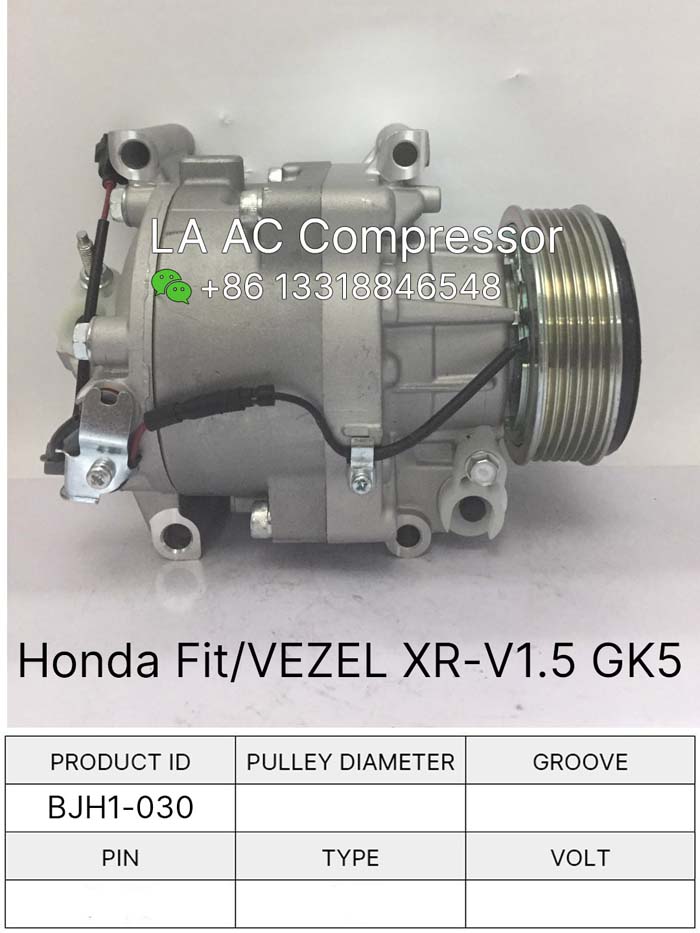 LA AC Compressor
+86 13318846548
Honda Fit/VEZEL XR-V1.5 GK5
PRODUCT ID PULLEY DIAMETER GROOVE
BJH1-030
PIN TYPE VOLT